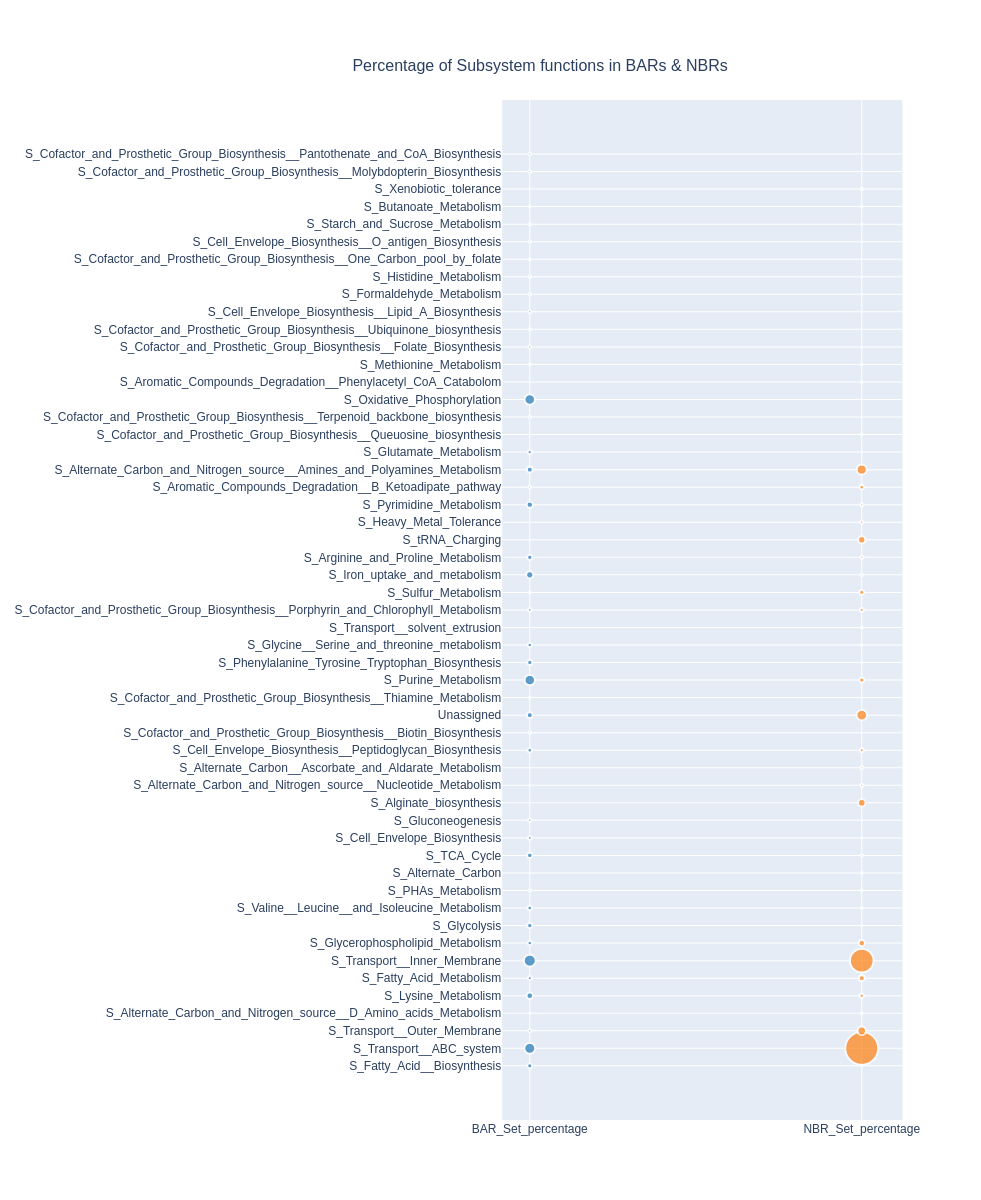 Percentage of Subsystem functions in BARs & NBRs
S_Cofactor_and_Prosthetic_Group_Biosynthesis__Pantothenate_and_CoA_Biosynthesis
S_Cofactor_and_Prosthetic_Group_Biosynthesis__Molybdopterin_Biosynthesis
S_Xenobiotic_tolerance
S_Butanoate_Metabolism
S_Starch_and_Sucrose_Metabolism
S_Cell_Envelope_Biosynthesis__O_antigen_Biosynthesis
S_Cofactor_and_Prosthetic_Group_Biosynthesis__One_Carbon_pool_by_folate
S_Histidine_Metabolism
S_Formaldehyde_Metabolism
S_Cell_Envelope_Biosynthesis__Lipid_A_Biosynthesis
S_Cofactor_and_Prosthetic_Group_Biosynthesis__Ubiquinone_biosynthesis
S_Cofactor_and_Prosthetic_Group_Biosynthesis__Folate_Biosynthesis
S_Methionine_Metabolism
S_Aromatic_Compounds_Degradation__Phenylacetyl_CoA_Catabolom
S_Oxidative_Phosphorylation
S_Cofactor_and_Prosthetic_Group_Biosynthesis__Terpenoid_backbone_biosynthesis
S_Cofactor_and_Prosthetic_Group_Biosynthesis__Queuosine_biosynthesis
S_Glutamate_Metabolism
S_Alternate_Carbon_and_Nitrogen_source__Amines_and_Polyamines_Metabolism
S_Aromatic_Compounds_Degradation__B_Ketoadipate_pathway
S_Pyrimidine_Metabolism
S_Heavy_Metal_Tolerance
S_tRNA_Charging
S_Arginine_and_Proline_Metabolism
S_Iron_uptake_and_metabolism
S_Sulfur_Metabolism
S_Cofactor_and_Prosthetic_Group_Biosynthesis__Porphyrin_and_Chlorophyll_Metabolism
S_Transport__solvent_extrusion
S_Glycine__Serine_and_threonine_metabolism
S_Phenylalanine_Tyrosine_Tryptophan_Biosynthesis
S_Purine_Metabolism
S_Cofactor_and_Prosthetic_Group_Biosynthesis__Thiamine_Metabolism
Unassigned
S_Cofactor_and_Prosthetic_Group_Biosynthesis__Biotin_Biosynthesis
S_Cell_Envelope_Biosynthesis__Peptidoglycan_Biosynthesis
S_Alternate_Carbon__Ascorbate_and_Aldarate_Metabolism
S_Alternate_Carbon_and_Nitrogen_source__Nucleotide_Metabolism
S_Alginate_biosynthesis
S_Gluconeogenesis
S_Cell_Envelope_Biosynthesis
S_TCA_Cycle
S_Alternate_Carbon
S_PHAs_Metabolism
S_Valine__Leucine__and_Isoleucine_Metabolism
S_Glycolysis
S_Glycerophospholipid_Metabolism
S_Transport__Inner_Membrane
S_Fatty_Acid_Metabolism
S_Lysine_Metabolism
S_Alternate_Carbon_and_Nitrogen_source__D_Amino_acids_Metabolism
S_Transport__Outer_Membrane
S_Transport__ABC_system
S_Fatty_Acid__Biosynthesis
BAR_Set_percentage NBR_Set_percentage